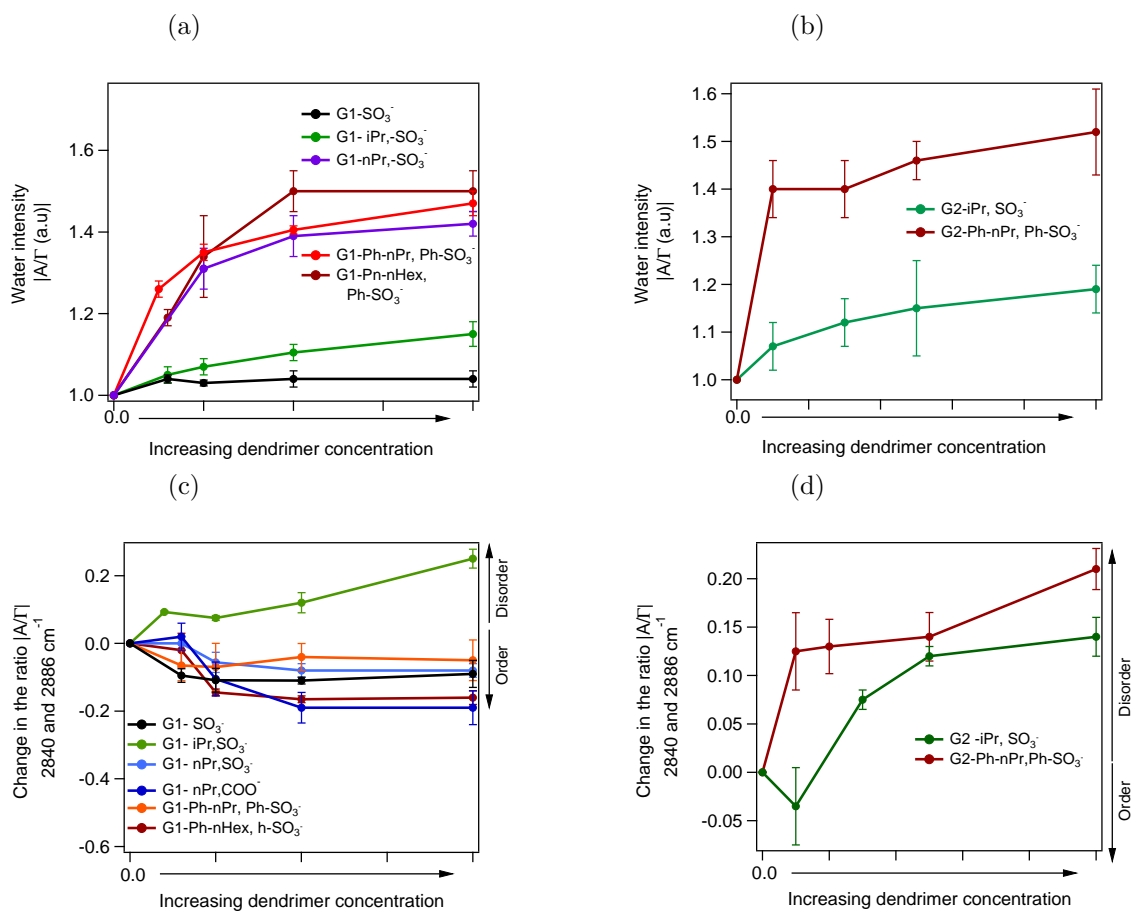 (a)
Water intensity
|A/Γ (a.u)|
1.6
1.4
1.2
1.0
0.0
G1-SO₃⁻
G1- iPr,-SO₃⁻
G1-nPr,-SO₃⁻
G1-Ph-nPr, Ph-SO₃⁻
G1-Pn-nHex,
Ph-SO₃⁻
Increasing dendrimer concentration
(b)
Water intensity
|A/Γ (a.u)|
1.6
1.5
1.4
1.3
1.2
1.1
1.0
0.0
G2-iPr, SO₃⁻
G2-Ph-nPr, Ph-SO₃⁻
Increasing dendrimer concentration
(c)
Change in the ratio |A/Γ|
2840 and 2886 cm⁻¹
0.2
0.0
-0.2
-0.4
-0.6
0.0
Disorder
Order
G1- SO₃⁻
G1- iPr,SO₃⁻
G1- nPr,SO₃⁻
G1- nPr,COO⁻
G1-Ph-nPr, Ph-SO₃⁻
G1-Ph-nHex, h-SO₃⁻
Increasing dendrimer concentration
(d)
Change in the ratio |A/Γ|
2840 and 2886 cm⁻¹
0.20
0.15
0.10
0.05
0.00
-0.05
0.0
Disorder
Order
G2 -iPr, SO₃⁻
G2-Ph-nPr,Ph-SO₃⁻
Increasing dendrimer concentration